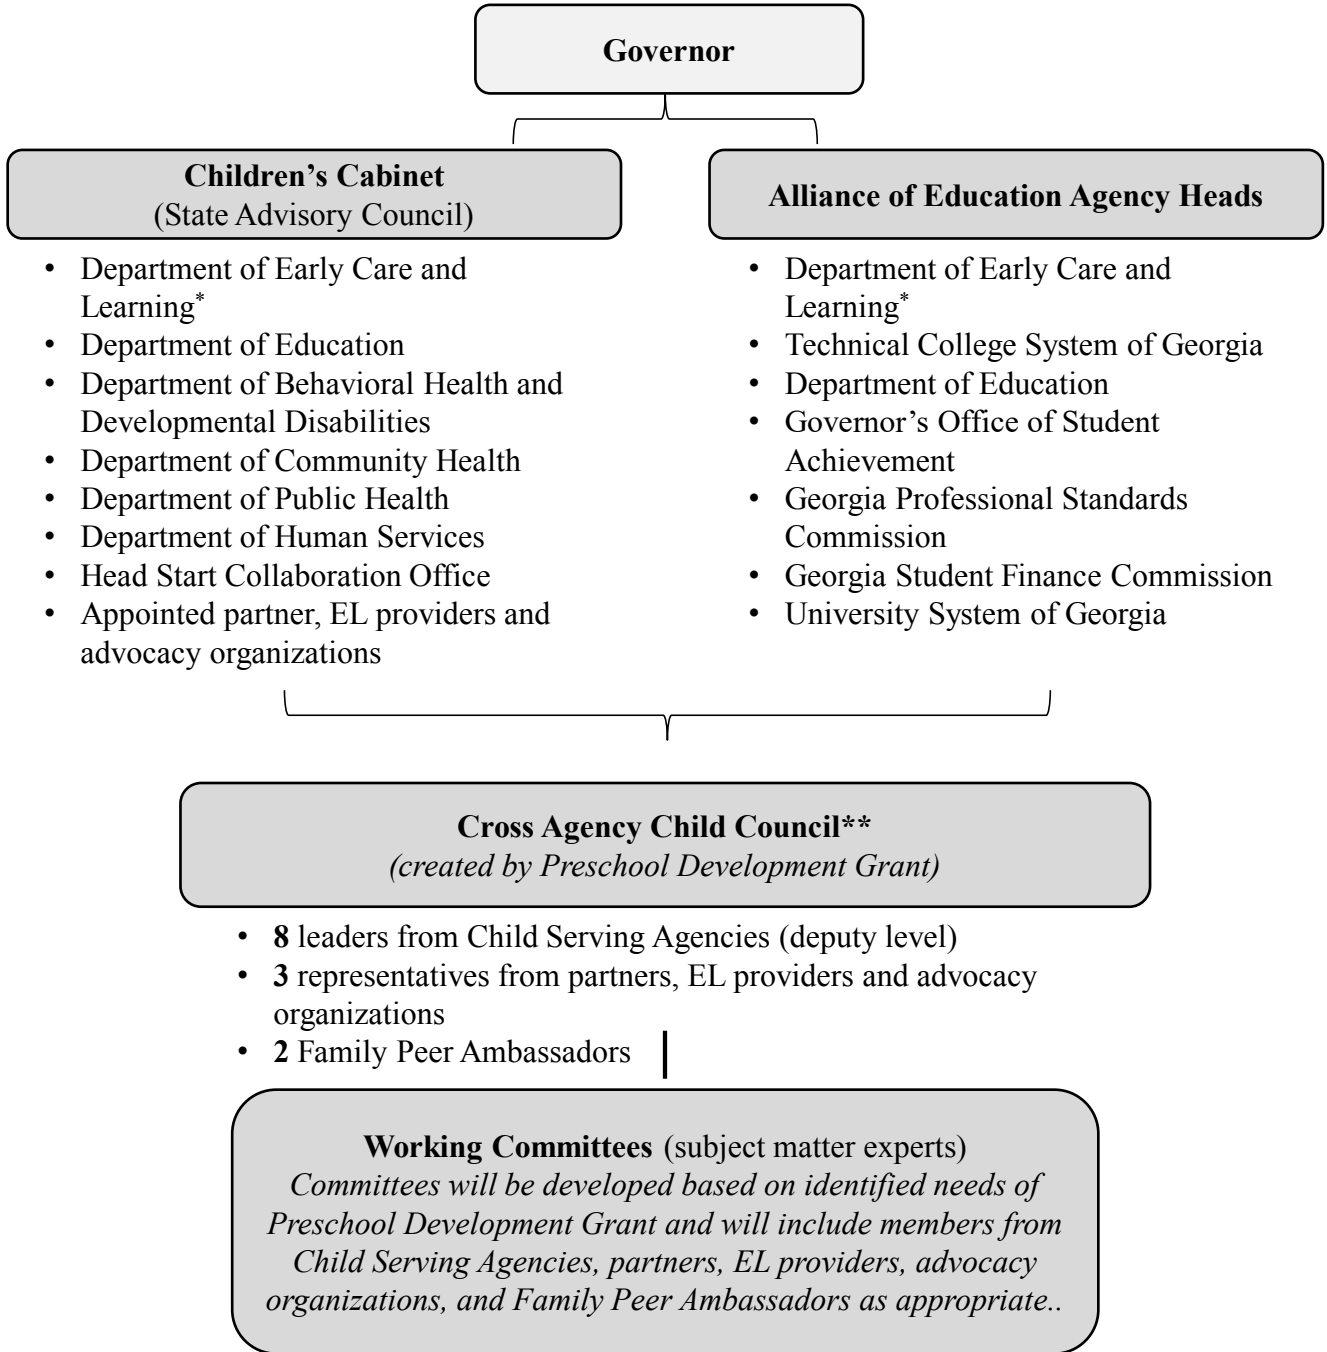 Governor
Children’s Cabinet
(State Advisory Council)
• Department of Early Care and
Learning*
• Department of Education
• Department of Behavioral Health and
Developmental Disabilities
• Department of Community Health
• Department of Public Health
• Department of Human Services
• Head Start Collaboration Office
• Appointed partner, EL providers and
advocacy organizations
Alliance of Education Agency Heads
• Department of Early Care and
Learning*
• Technical College System of Georgia
• Department of Education
• Governor’s Office of Student
Achievement
• Georgia Professional Standards
Commission
• Georgia Student Finance Commission
• University System of Georgia
Cross Agency Child Council**
(created by Preschool Development Grant)
• 8 leaders from Child Serving Agencies (deputy level)
• 3 representatives from partners, EL providers and advocacy
organizations
• 2 Family Peer Ambassadors
Working Committees (subject matter experts)
Committees will be developed based on identified needs of
Preschool Development Grant and will include members from
Child Serving Agencies, partners, EL providers, advocacy
organizations, and Family Peer Ambassadors as appropriate..